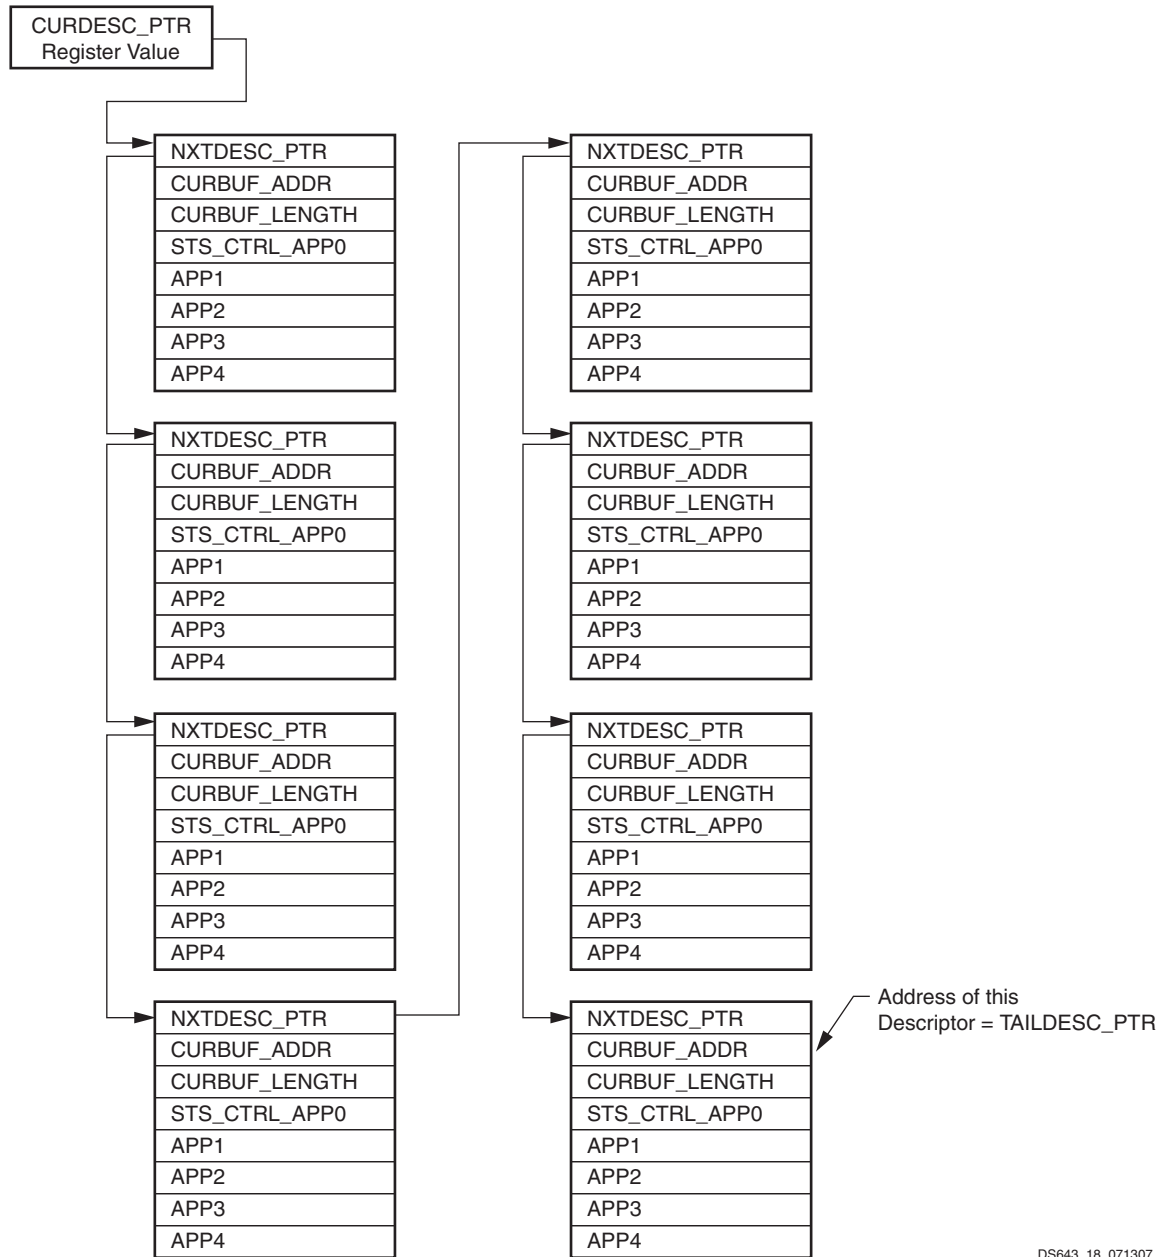 CURDESC_PTR
Register Value
NXTDESC_PTR
CURBUF_ADDR
CURBUF_LENGTH
STS_CTRL_APP0
APP1
APP2
APP3
APP4
NXTDESC_PTR
CURBUF_ADDR
CURBUF_LENGTH
STS_CTRL_APP0
APP1
APP2
APP3
APP4
NXTDESC_PTR
CURBUF_ADDR
CURBUF_LENGTH
STS_CTRL_APP0
APP1
APP2
APP3
APP4
NXTDESC_PTR
CURBUF_ADDR
CURBUF_LENGTH
STS_CTRL_APP0
APP1
APP2
APP3
APP4
NXTDESC_PTR
CURBUF_ADDR
CURBUF_LENGTH
STS_CTRL_APP0
APP1
APP2
APP3
APP4
NXTDESC_PTR
CURBUF_ADDR
CURBUF_LENGTH
STS_CTRL_APP0
APP1
APP2
APP3
APP4
NXTDESC_PTR
CURBUF_ADDR
CURBUF_LENGTH
STS_CTRL_APP0
APP1
APP2
APP3
APP4
NXTDESC_PTR
CURBUF_ADDR
CURBUF_LENGTH
STS_CTRL_APP0
APP1
APP2
APP3
APP4
Address of this
Descriptor = TAILDESC_PTR
DS643_18_071307